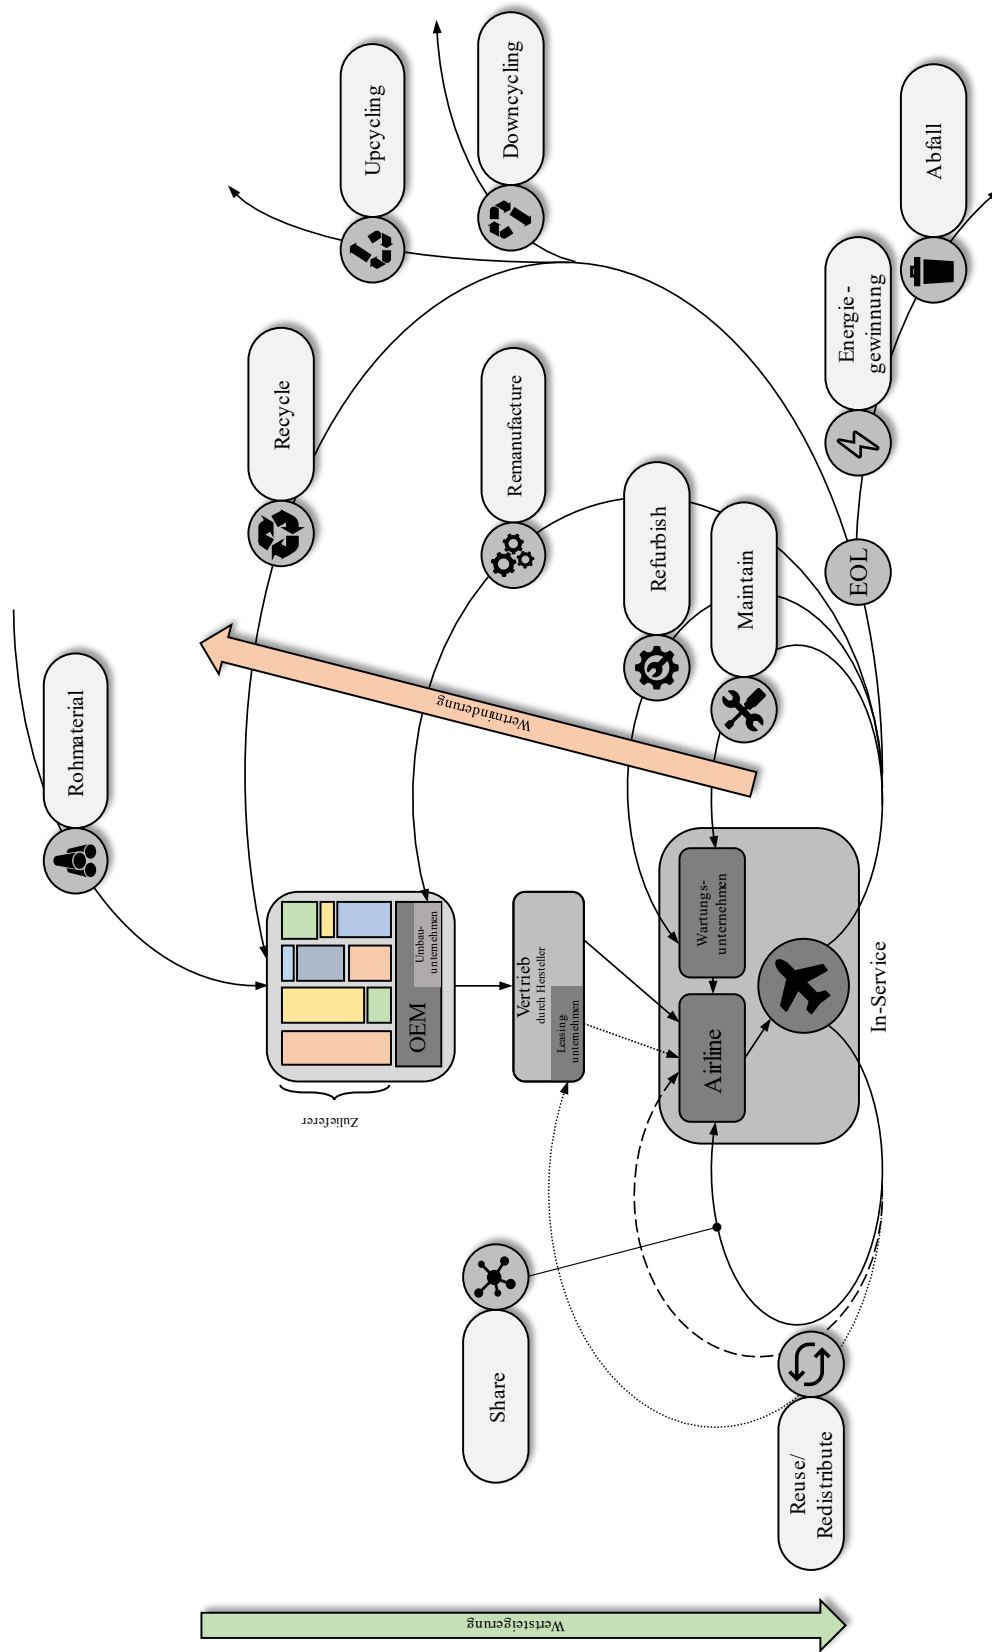 Rohmaterial
Recycle
Upcycling
Downcycling
Remanufacture
Refurbish
Maintain
Energie-
gewinnung
Abfall
EOL
Wertminderung
Zulieferer
OEM
Umbau-
unternehmen
Vertrieb
durch Hersteller
Leasing
unternehmen
Wartungs-
unternehmen
Airline
In-Service
Share
Reuse/
Redistribute
Wertsteigerung